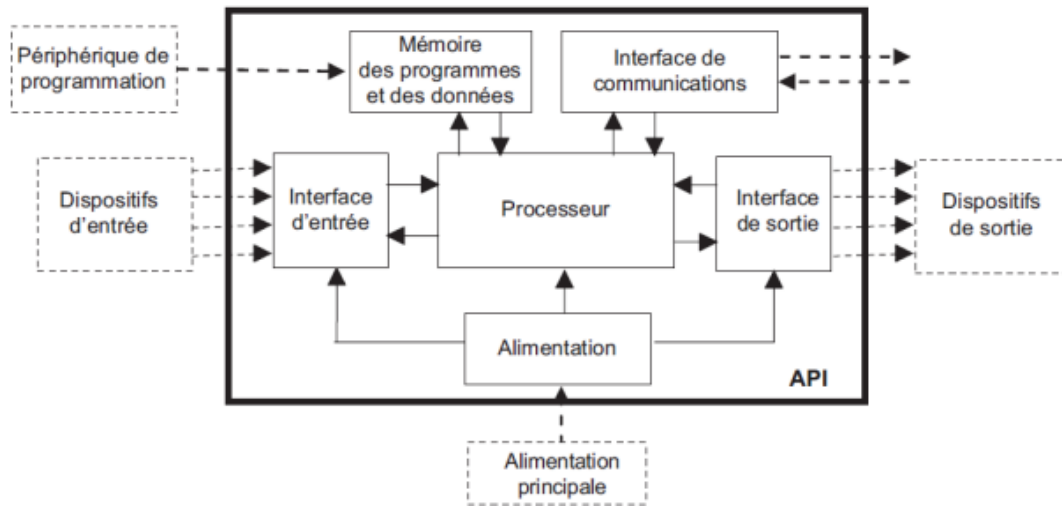 Périphérique de
programmation
Mémoire
des programmes
et des données
Interface de
communications
Dispositifs
d'entrée
Interface
d'entrée
Processeur
Interface
de sortie
Dispositifs
de sortie
Alimentation
API
Alimentation
principale